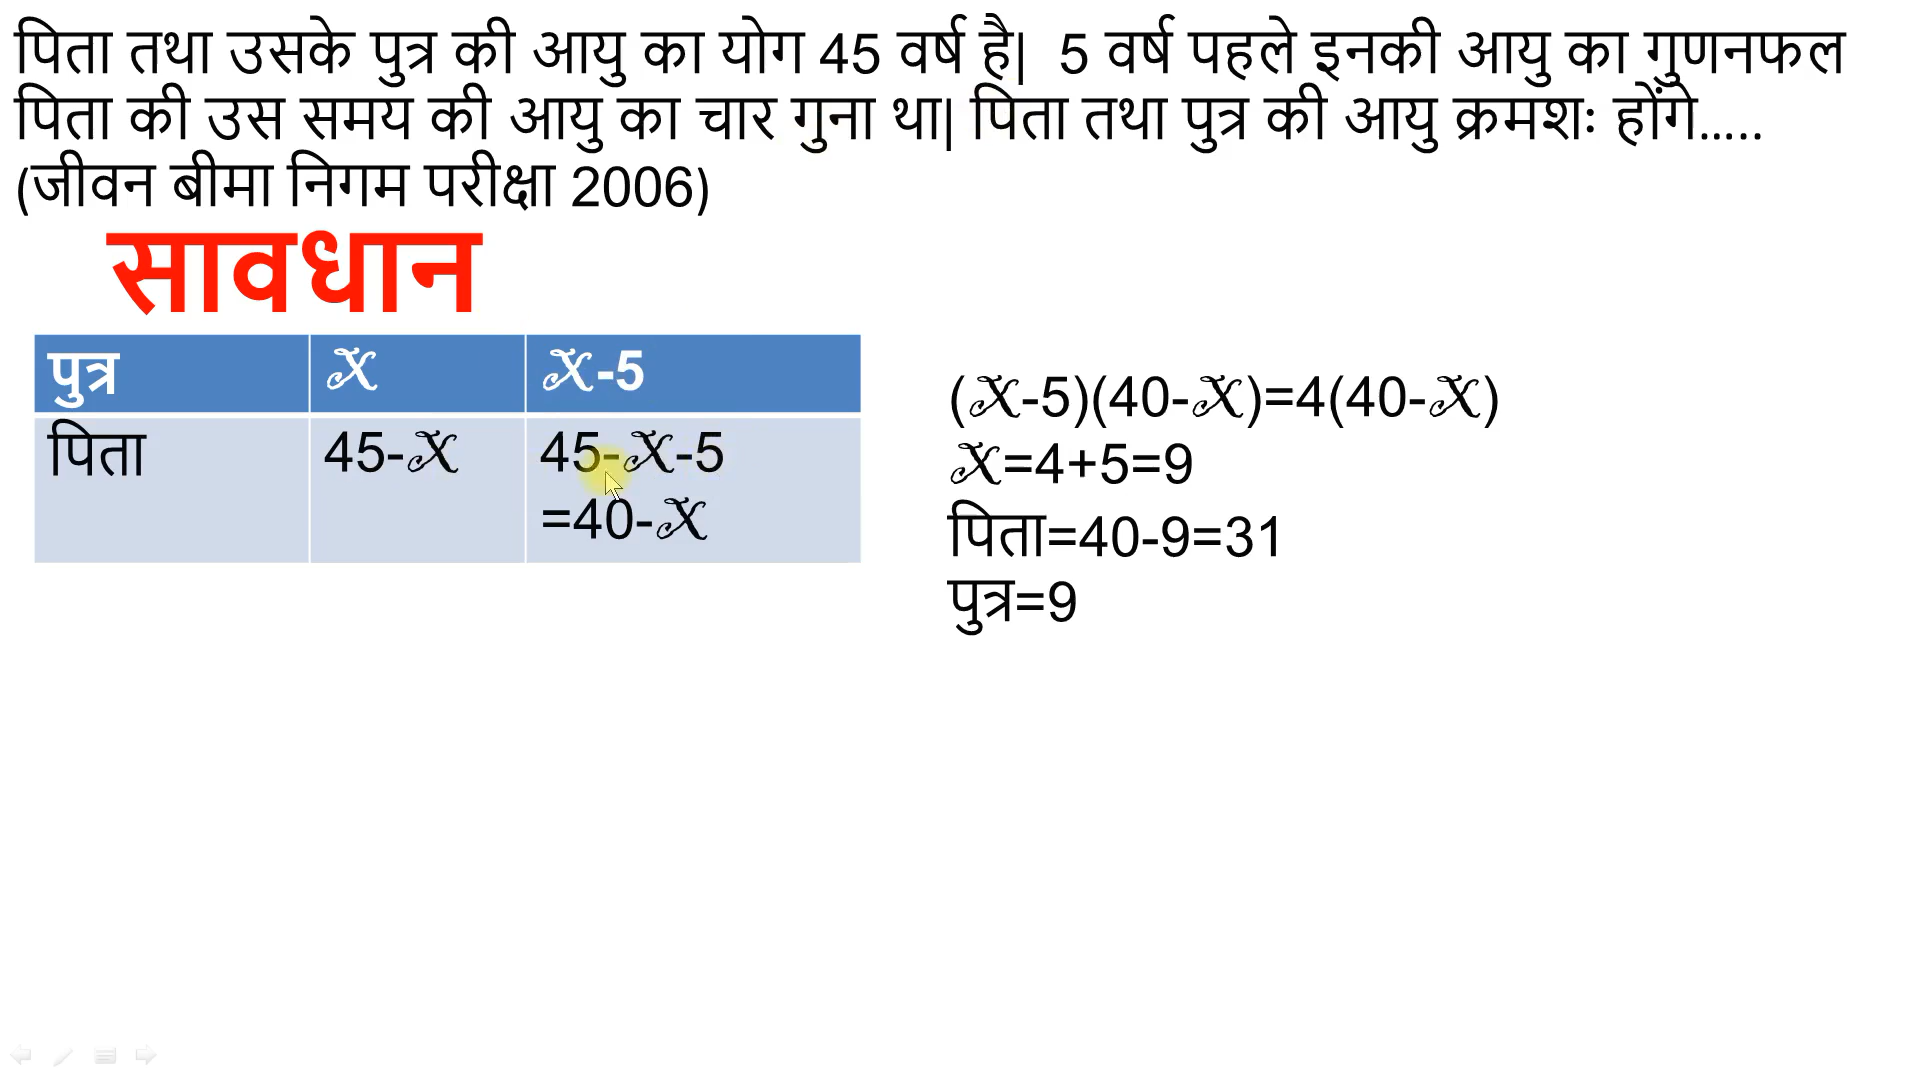 पिता तथा उसके पुत्र की आयु का योग 45 वर्ष है|  5 वर्ष पहले इनकी आयु का गुणनफल
पिता की उस समय की आयु का चार गुना था| पिता तथा पुत्र की आयु क्रमशः होंगे.....
(जीवन बीमा निगम परीक्षा 2006)
सावधान
पुत्र X X-5
पिता 45-X 45-X-5
=40-X
(X-5)(40-X)=4(40-X)
X=4+5=9
पिता=40-9=31
पुत्र=9